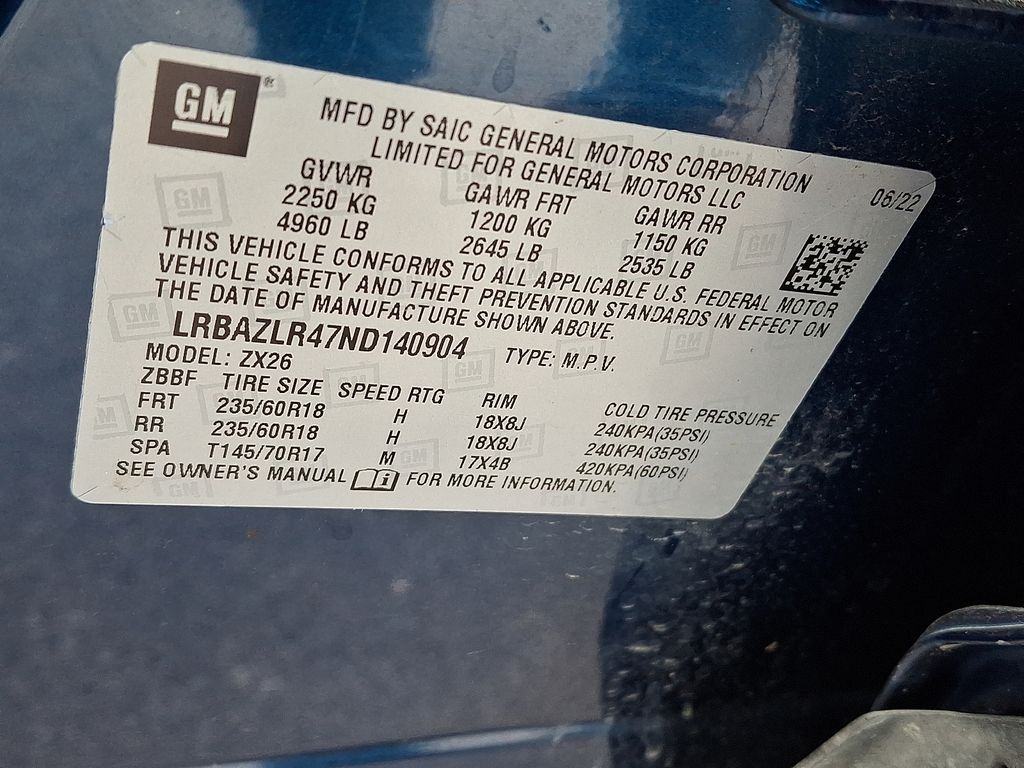 GM ®
MFD BY SAIC GENERAL MOTORS CORPORATION
LIMITED FOR GENERAL MOTORS LLC
06/22
GVWR GAWR FRT GAWR RR
2250 KG 1200 KG 1150 KG
4960 LB 2645 LB 2535 LB
THIS VEHICLE CONFORMS TO ALL APPLICABLE U.S. FEDERAL MOTOR
VEHICLE SAFETY AND THEFT PREVENTION STANDARDS IN EFFECT ON
THE DATE OF MANUFACTURE SHOWN ABOVE.
LRBAZLR47ND140904 TYPE: M.P.V.
MODEL: ZX26
ZBBF TIRE SIZE SPEED RTG RIM COLD TIRE PRESSURE
FRT 235/60R18 H 18X8J 240KPA(35PSI)
RR 235/60R18 H 18X8J 240KPA(35PSI)
SPA T145/70R17 M 17X4B 420KPA(60PSI)
SEE OWNER'S MANUAL FOR MORE INFORMATION.